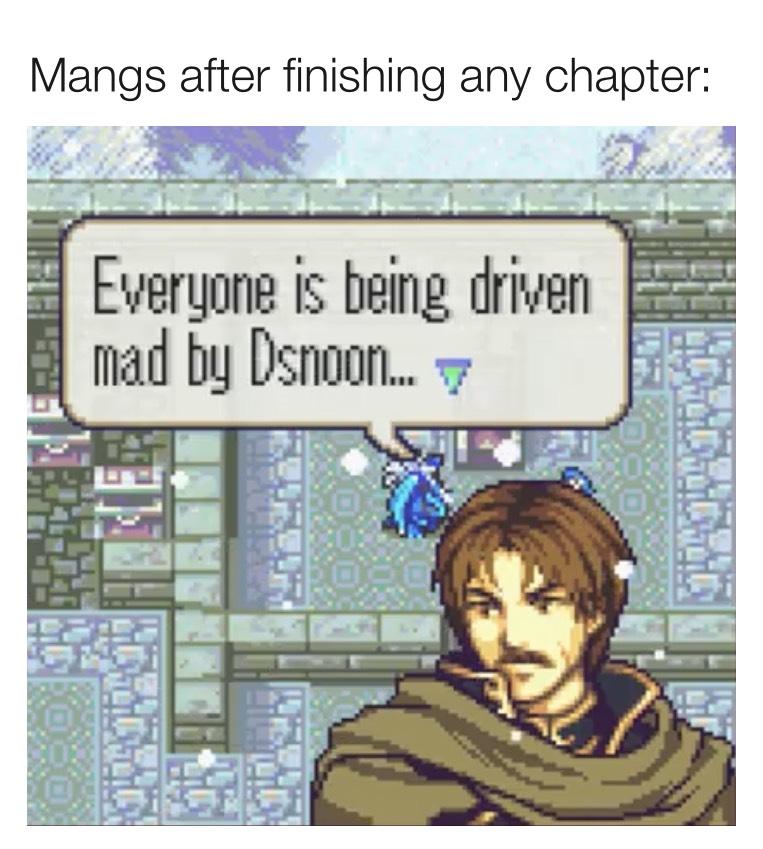 Mangs after finishing any chapter:
Everyone is being driven
mad by Dsnoon...